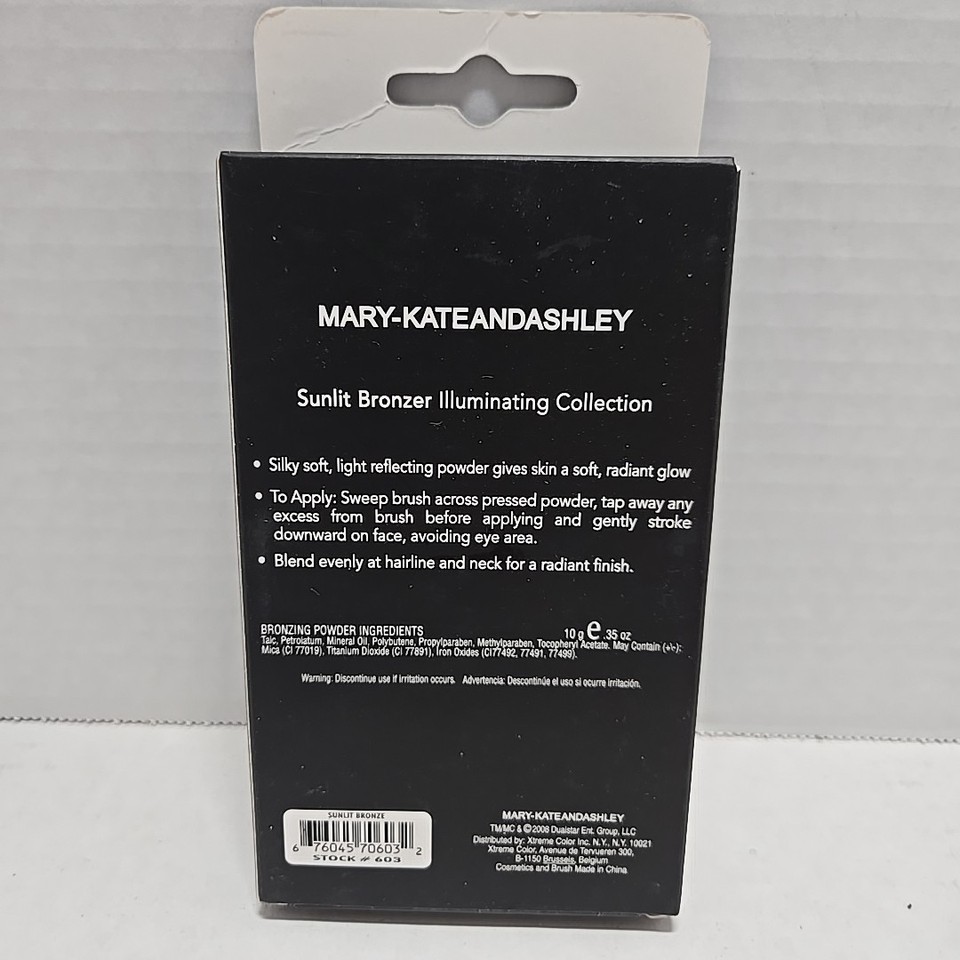 MARY-KATEANDASHLEY
Sunlit Bronzer Illuminating Collection
• Silky soft, light reflecting powder gives skin a soft, radiant glow
• To Apply: Sweep brush across pressed powder, tap away any
excess from brush before applying and gently stroke
downward on face, avoiding eye area.
• Blend evenly at hairline and neck for a radiant finish.
BRONZING POWDER INGREDIENTS 10 g e .35 oz
Talc, Petrolatum, Mineral Oil, Polybutene, Propylparaben, Methylparaben, Tocopheryl Acetate. May Contain (+/-):
Mica (CI 77019), Titanium Dioxide (CI 77891), Iron Oxides (CI77492, 77491, 77499).
Warning: Discontinue use if irritation occurs. Advertencia: Descontinúe el uso si ocurre irritación.
SUNLIT BRONZE
6 76045 70603 2
STOCK # 603
MARY-KATEANDASHLEY
TM/MC & © 2008 Dualstar Ent. Group, LLC
Distributed by: Xtreme Color Inc. N.Y., N.Y. 10021
Xtreme Color, Avenue de Tervueren 300,
B-1150 Brussels, Belgium
Cosmetics and Brush Made in China